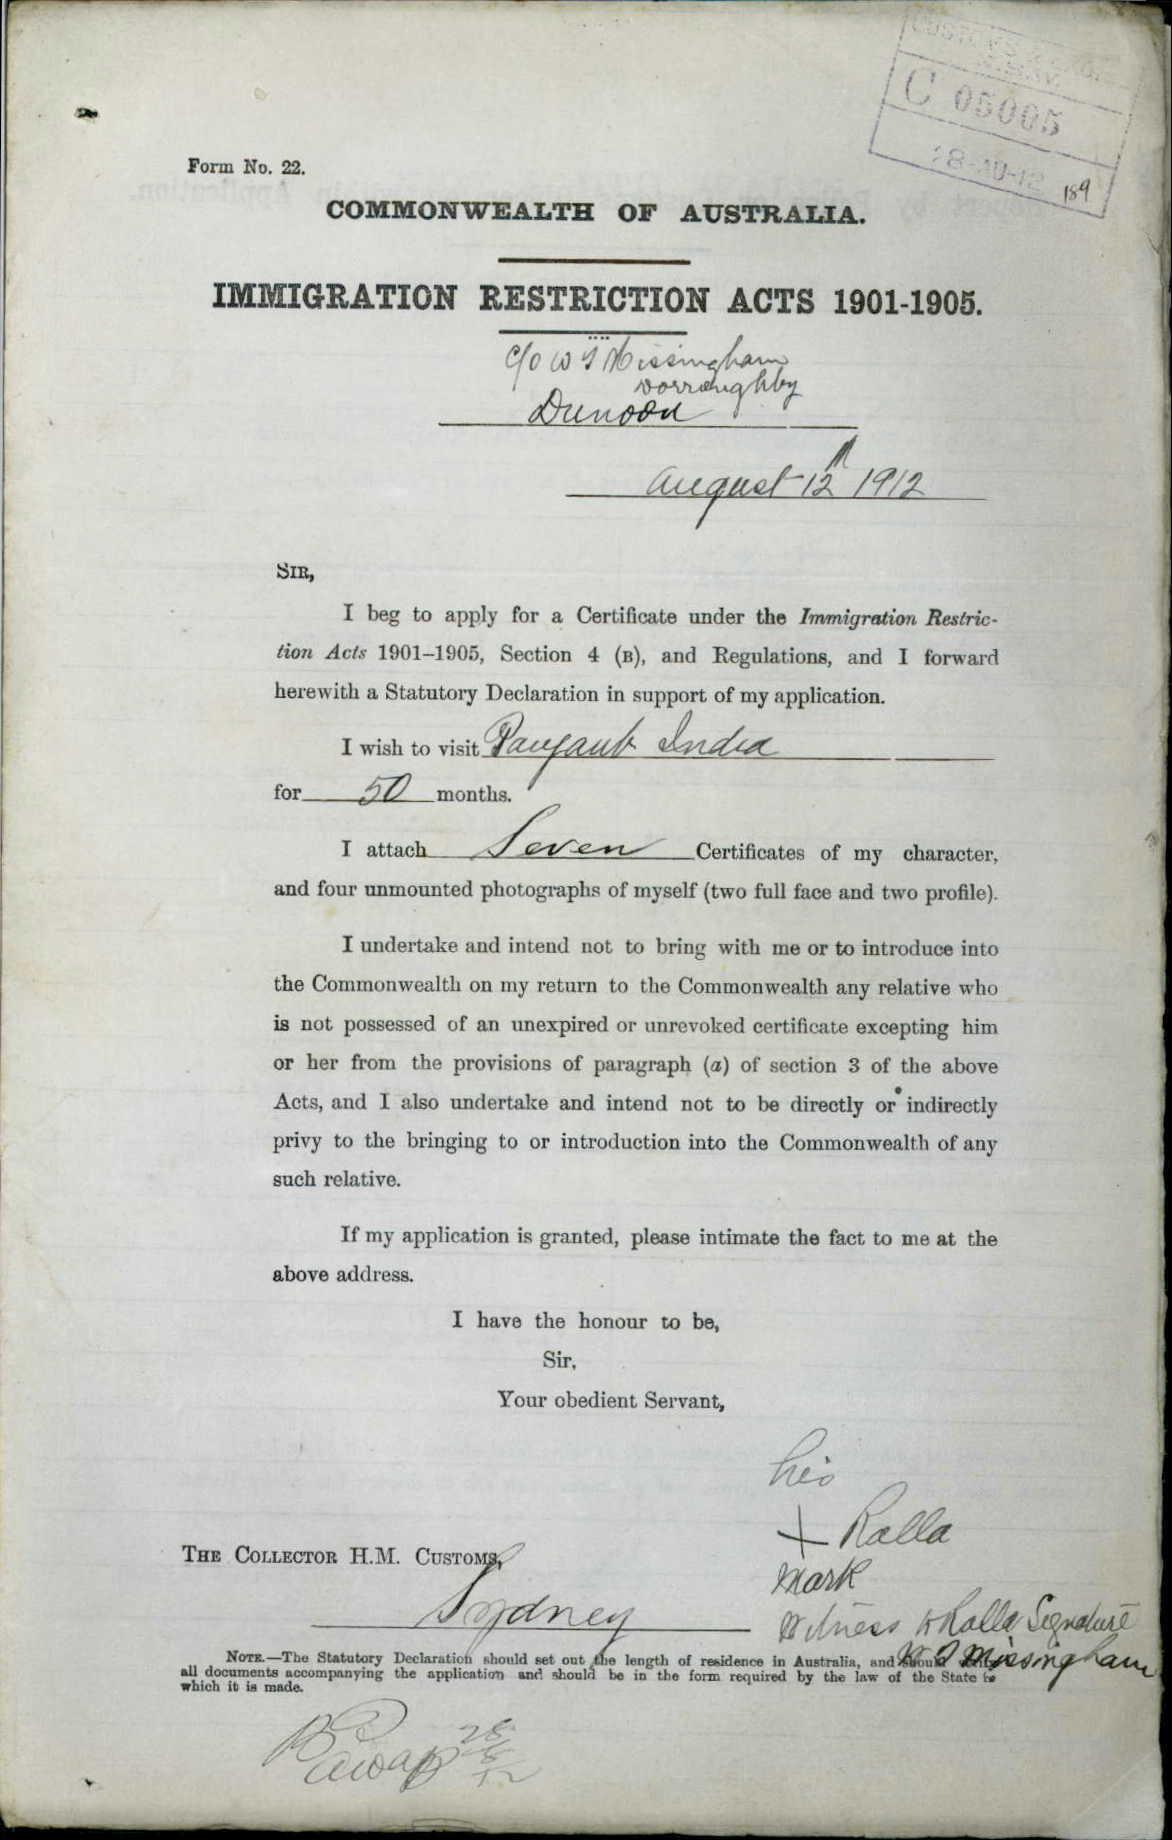 CUSTOMS
C 05005
28-AU-12
189
Form No. 22.
COMMONWEALTH OF AUSTRALIA.
IMMIGRATION RESTRICTION ACTS 1901-1905.
c/o W J Missingham
Dorroughby
Dunoon
August 12th 1912
SIR,
I beg to apply for a Certificate under the Immigration Restric-
tion Acts 1901-1905, Section 4 (B), and Regulations, and I forward
herewith a Statutory Declaration in support of my application.
I wish to visit Paujaub India
for 50 months.
I attach Seven Certificates of my character,
and four unmounted photographs of myself (two full face and two profile).
I undertake and intend not to bring with me or to introduce into
the Commonwealth on my return to the Commonwealth any relative who
is not possessed of an unexpired or unrevoked certificate excepting him
or her from the provisions of paragraph (a) of section 3 of the above
Acts, and I also undertake and intend not to be directly or indirectly
privy to the bringing to or introduction into the Commonwealth of any
such relative.
If my application is granted, please intimate the fact to me at the
above address.
I have the honour to be,
Sir,
Your obedient Servant,
his
+ Ralla
mark
THE COLLECTOR H.M. CUSTOMS,
Sydney
Witness to Ralla Signature
W J Missingham
NOTE.—The Statutory Declaration should set out the length of residence in Australia, and should
all documents accompanying the application and should be in the form required by the law of the State in
which it is made.
28/8/12